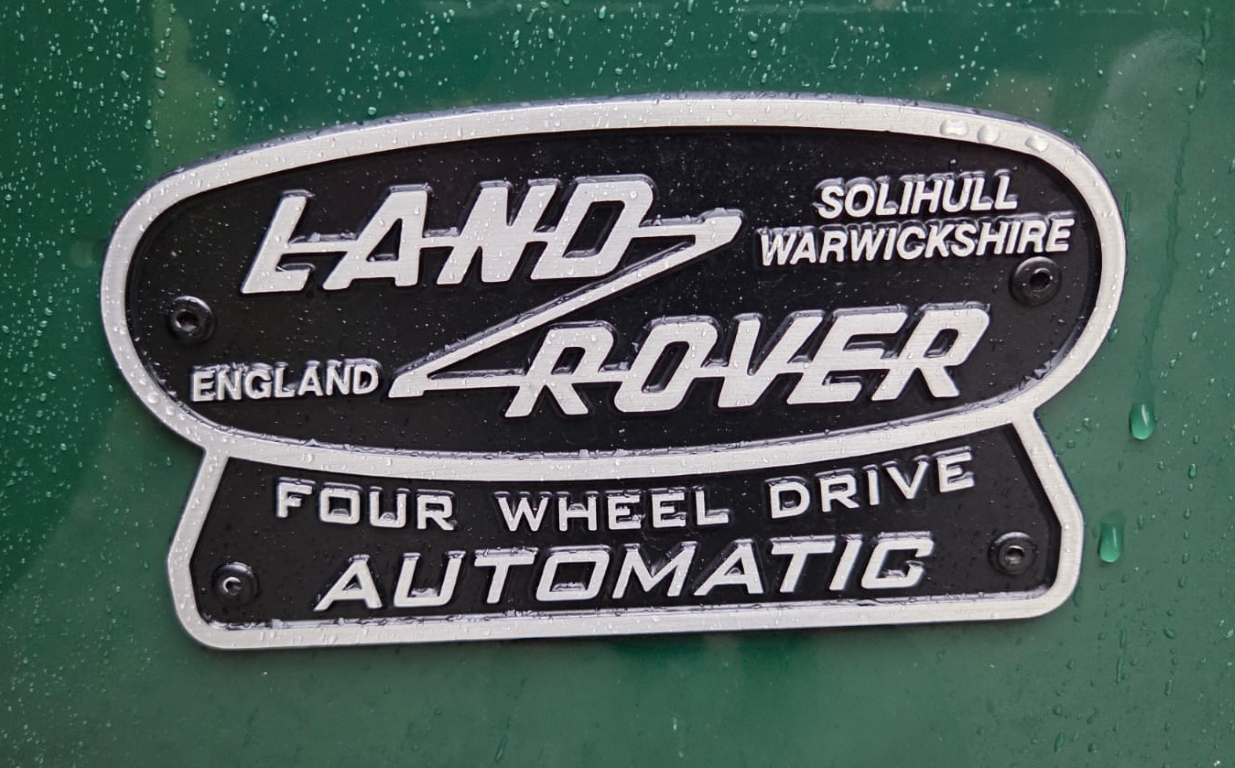 LAND
SOLIHULL
WARWICKSHIRE
ROVER
ENGLAND
FOUR WHEEL DRIVE
AUTOMATIC